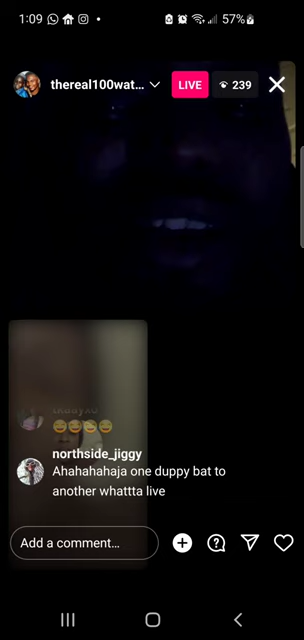 1:09
57%
thereal100wat...
LIVE
239
northside_jiggy
Ahahahahaja one duppy bat to
another whattta live
Add a comment...